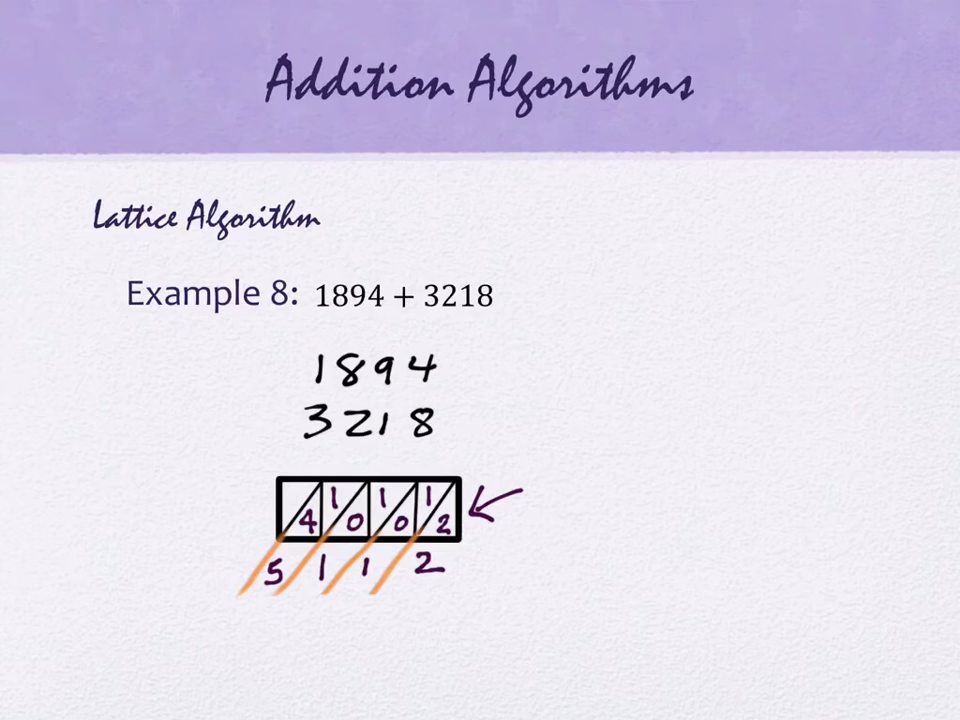 Addition Algorithms
Lattice Algorithm
Example 8: 1894 + 3218
1894
3218
4 1 0 1 0 1 2
5 1 1 2